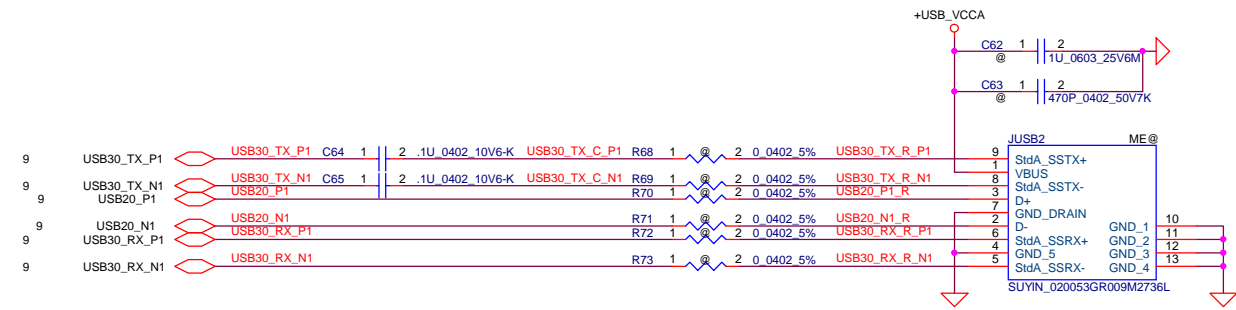 +USB_VCCA
C62 1 2
@ 1U_0603_25V6M
C63 1 2
@ 470P_0402_50V7K
JUSB2 ME@
9 USB30_TX_P1 USB30_TX_P1 C64 1 2 .1U_0402_10V6-K USB30_TX_C_P1 R68 1 @ 2 0_0402_5% USB30_TX_R_P1 9 StdA_SSTX+
1 VBUS
9 USB30_TX_N1 USB30_TX_N1 C65 1 2 .1U_0402_10V6-K USB30_TX_C_N1 R69 1 @ 2 0_0402_5% USB30_TX_R_N1 8 StdA_SSTX-
9 USB20_P1 USB20_P1 R70 1 @ 2 0_0402_5% USB20_P1_R 3 D+
7 GND_DRAIN
9 USB20_N1 USB20_N1 R71 1 @ 2 0_0402_5% USB20_N1_R 2 D- GND_1 10
9 USB30_RX_P1 USB30_RX_P1 R72 1 @ 2 0_0402_5% USB30_RX_R_P1 6 StdA_SSRX+ GND_2 11
4 GND_5 GND_3 12
9 USB30_RX_N1 USB30_RX_N1 R73 1 @ 2 0_0402_5% USB30_RX_R_N1 5 StdA_SSRX- GND_4 13
SUYIN_020053GR009M2736L